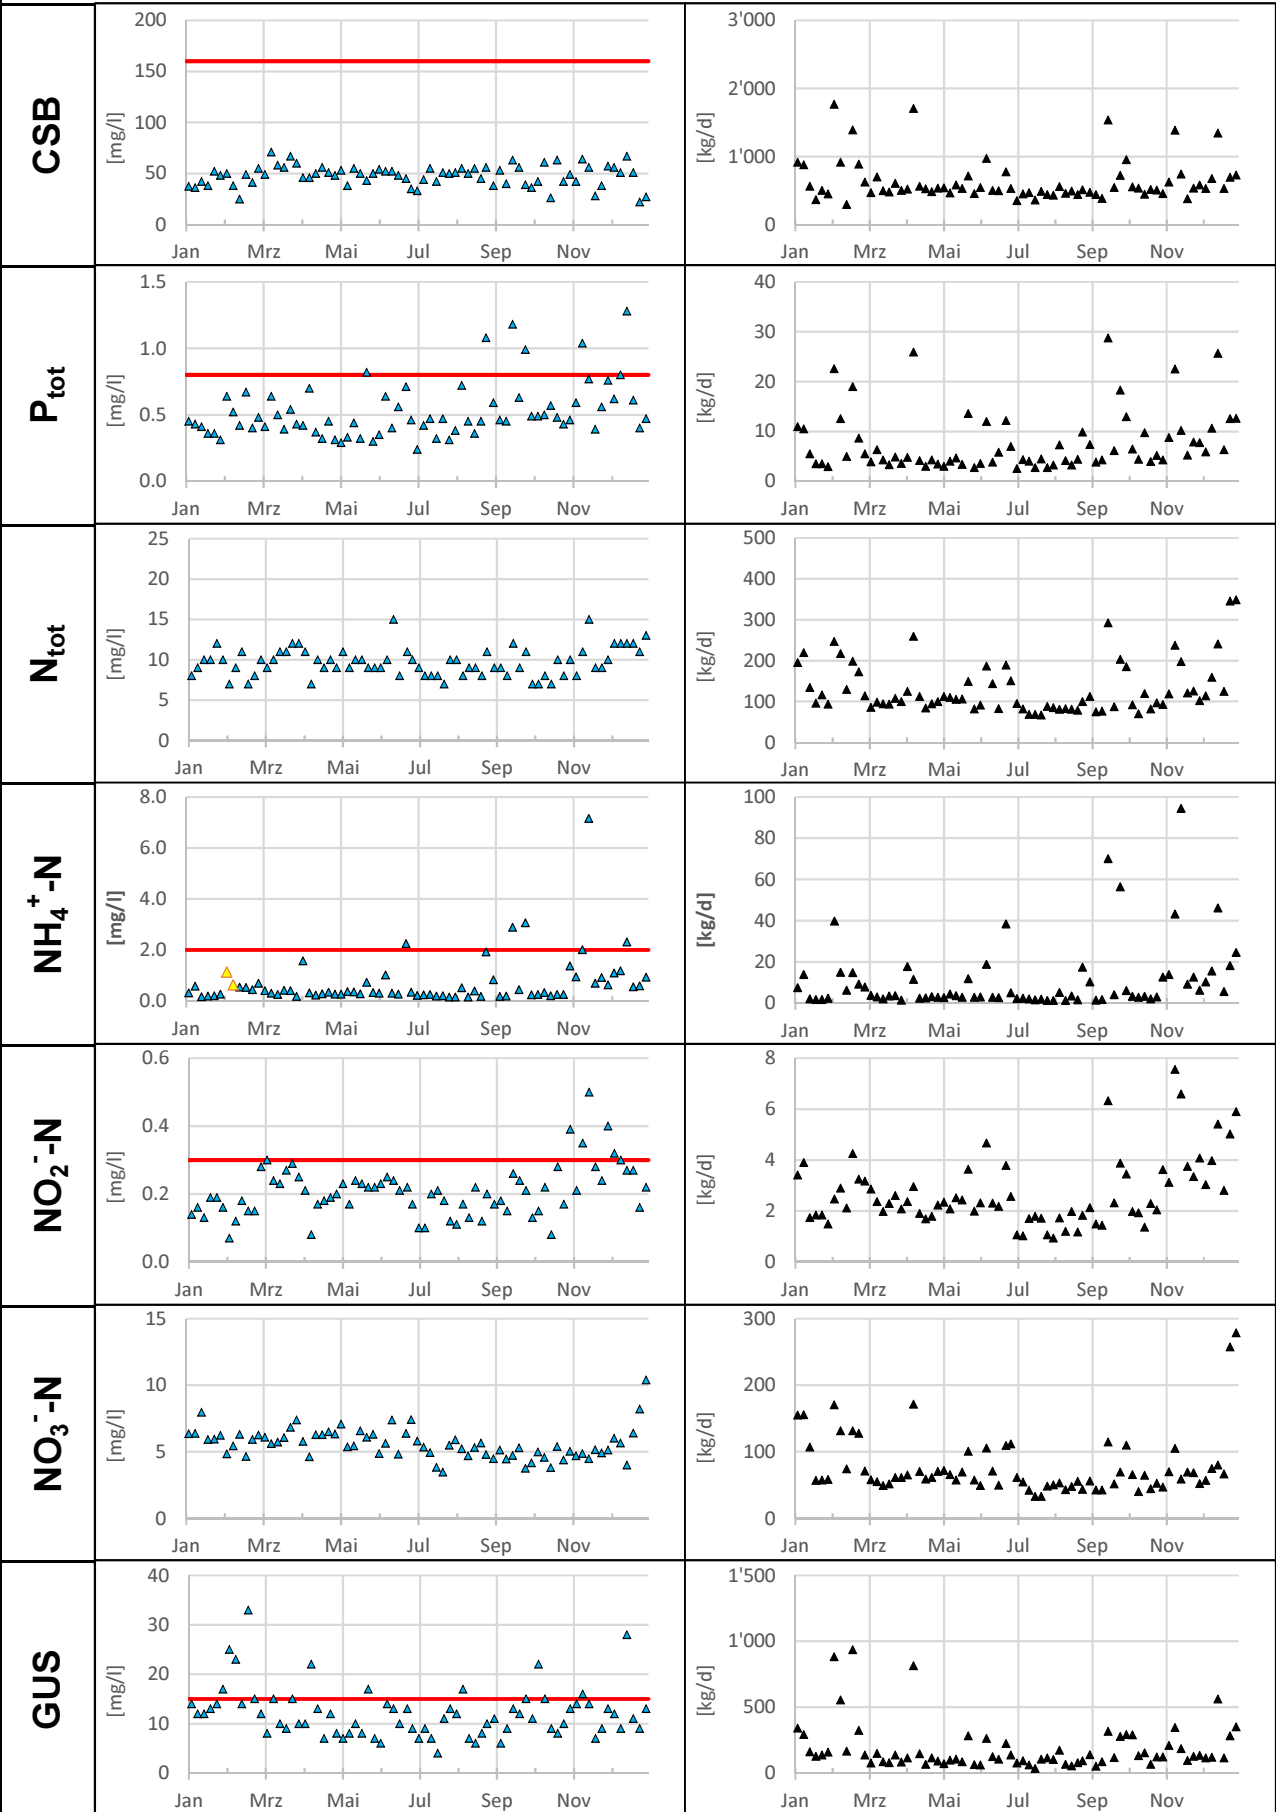 CSB
[mg/l]
200
150
100
50
0
Jan Mrz Mai Jul Sep Nov
[kg/d]
3'000
2'000
1'000
0
Jan Mrz Mai Jul Sep Nov
Ptot
[mg/l]
1.5
1.0
0.5
0.0
Jan Mrz Mai Jul Sep Nov
[kg/d]
40
30
20
10
0
Jan Mrz Mai Jul Sep Nov
Ntot
[mg/l]
25
20
15
10
5
0
Jan Mrz Mai Jul Sep Nov
[kg/d]
500
400
300
200
100
0
Jan Mrz Mai Jul Sep Nov
NH₄⁺-N
[mg/l]
8.0
6.0
4.0
2.0
0.0
Jan Mrz Mai Jul Sep Nov
[kg/d]
100
80
60
40
20
0
Jan Mrz Mai Jul Sep Nov
NO₂⁻-N
[mg/l]
0.6
0.4
0.2
0.0
Jan Mrz Mai Jul Sep Nov
[kg/d]
8
6
4
2
0
Jan Mrz Mai Jul Sep Nov
NO₃⁻-N
[mg/l]
15
10
5
0
Jan Mrz Mai Jul Sep Nov
[kg/d]
300
200
100
0
Jan Mrz Mai Jul Sep Nov
GUS
[mg/l]
40
30
20
10
0
Jan Mrz Mai Jul Sep Nov
[kg/d]
1'500
1'000
500
0
Jan Mrz Mai Jul Sep Nov